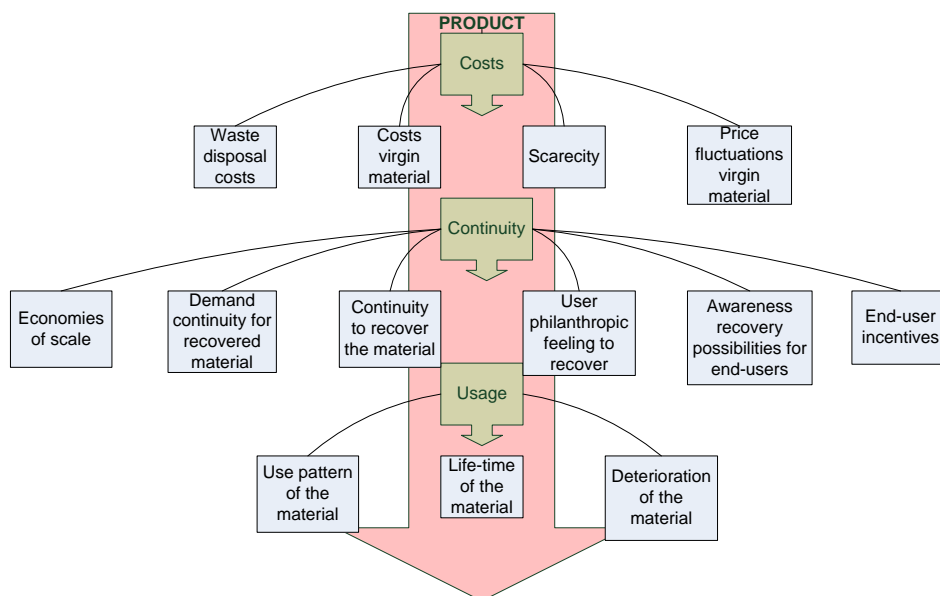 PRODUCT
Costs
Waste
disposal
costs
Costs
virgin
material
Scarecity
Price
fluctuations
virgin
material
Continuity
Economies
of scale
Demand
continuity for
recovered
material
Continuity
to recover
the material
User
philanthropic
feeling to
recover
Awareness
recovery
possibilities for
end-users
End-user
incentives
Usage
Use pattern
of the
material
Life-time
of the
material
Deterioration
of the
material